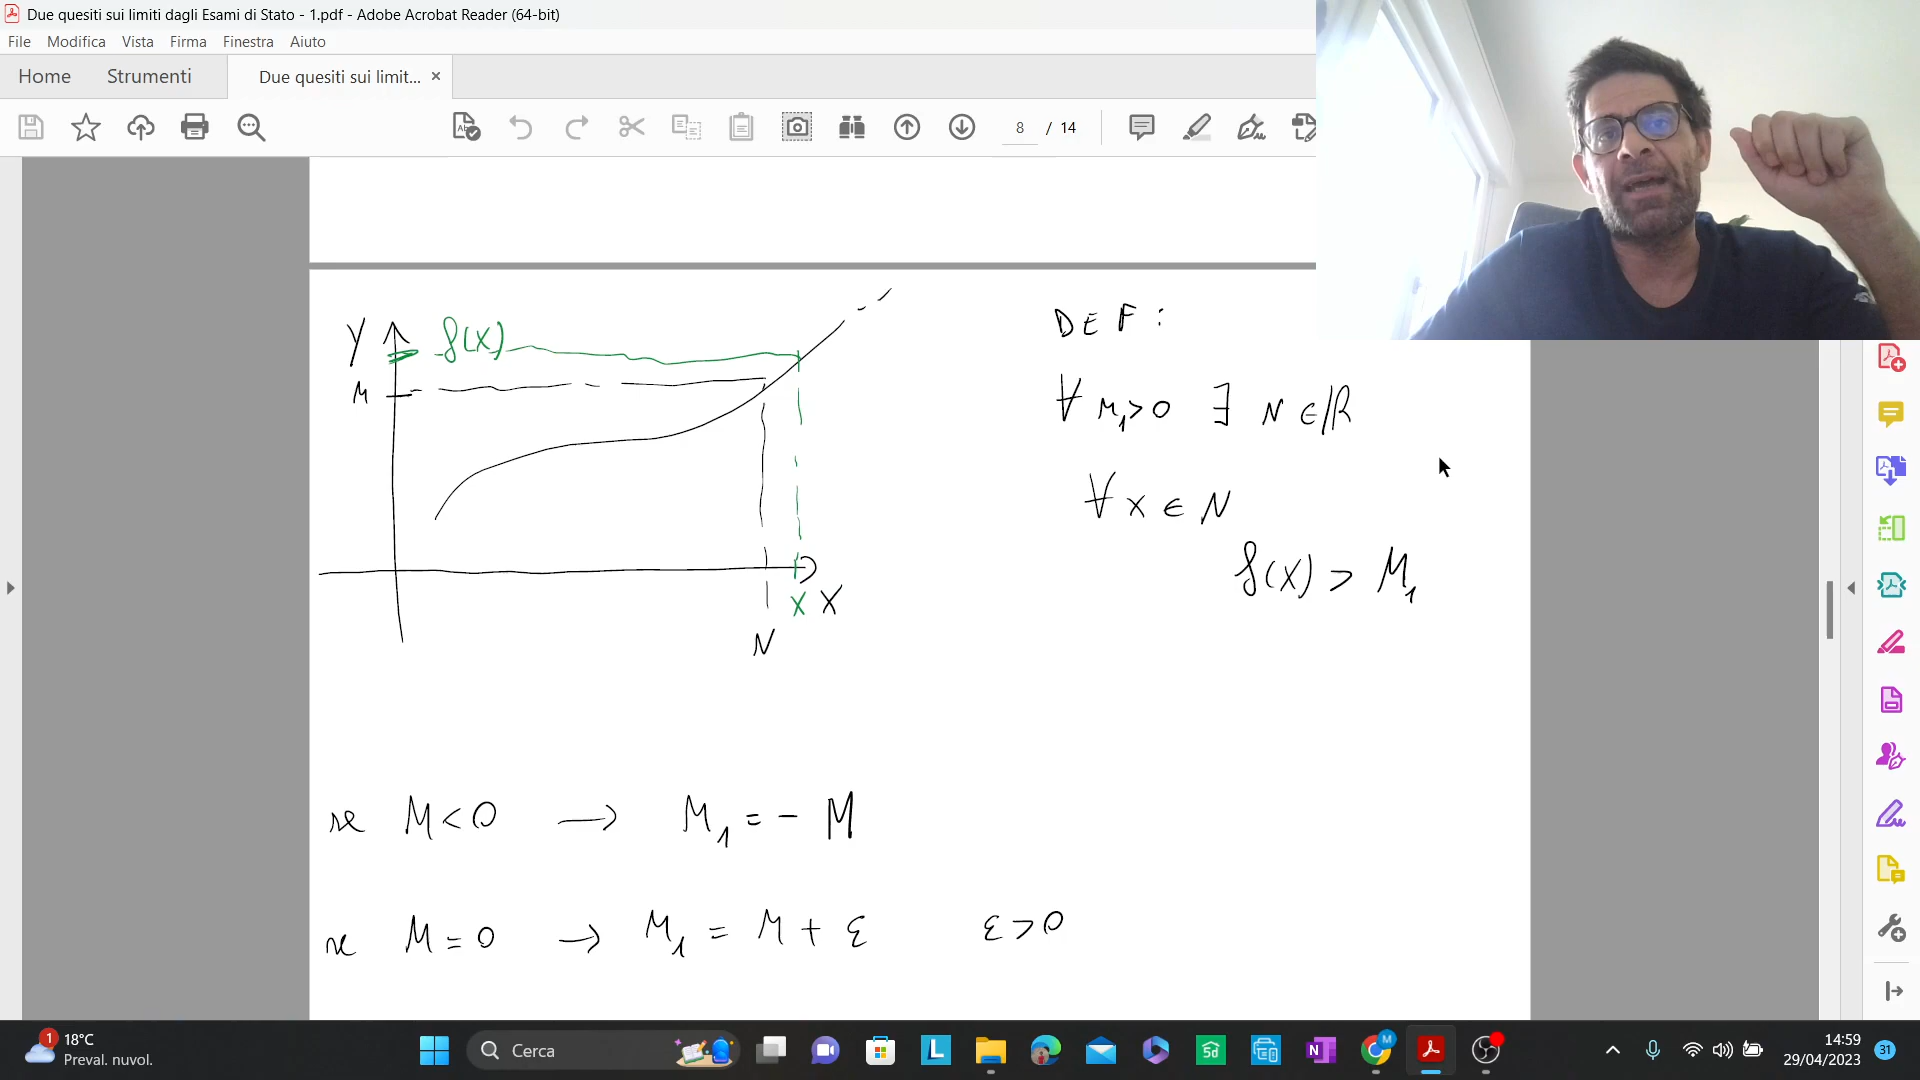 Due quesiti sui limiti dagli Esami di Stato - 1.pdf - Adobe Acrobat Reader (64-bit)
File Modifica Vista Firma Finestra Aiuto
Home Strumenti Due quesiti sui limit... ×
8 / 14
Y f(x)
M
X X
N
DEF:
∀ M₁>0 ∃ N∈ℝ
∀ x ∈ N
f(x) > M₁
se M<0 → M₁ = - M
se M=0 → M₁ = M + ε ε>0
1
18°C
Preval. nuvol.
Cerca
14:59
29/04/2023
31